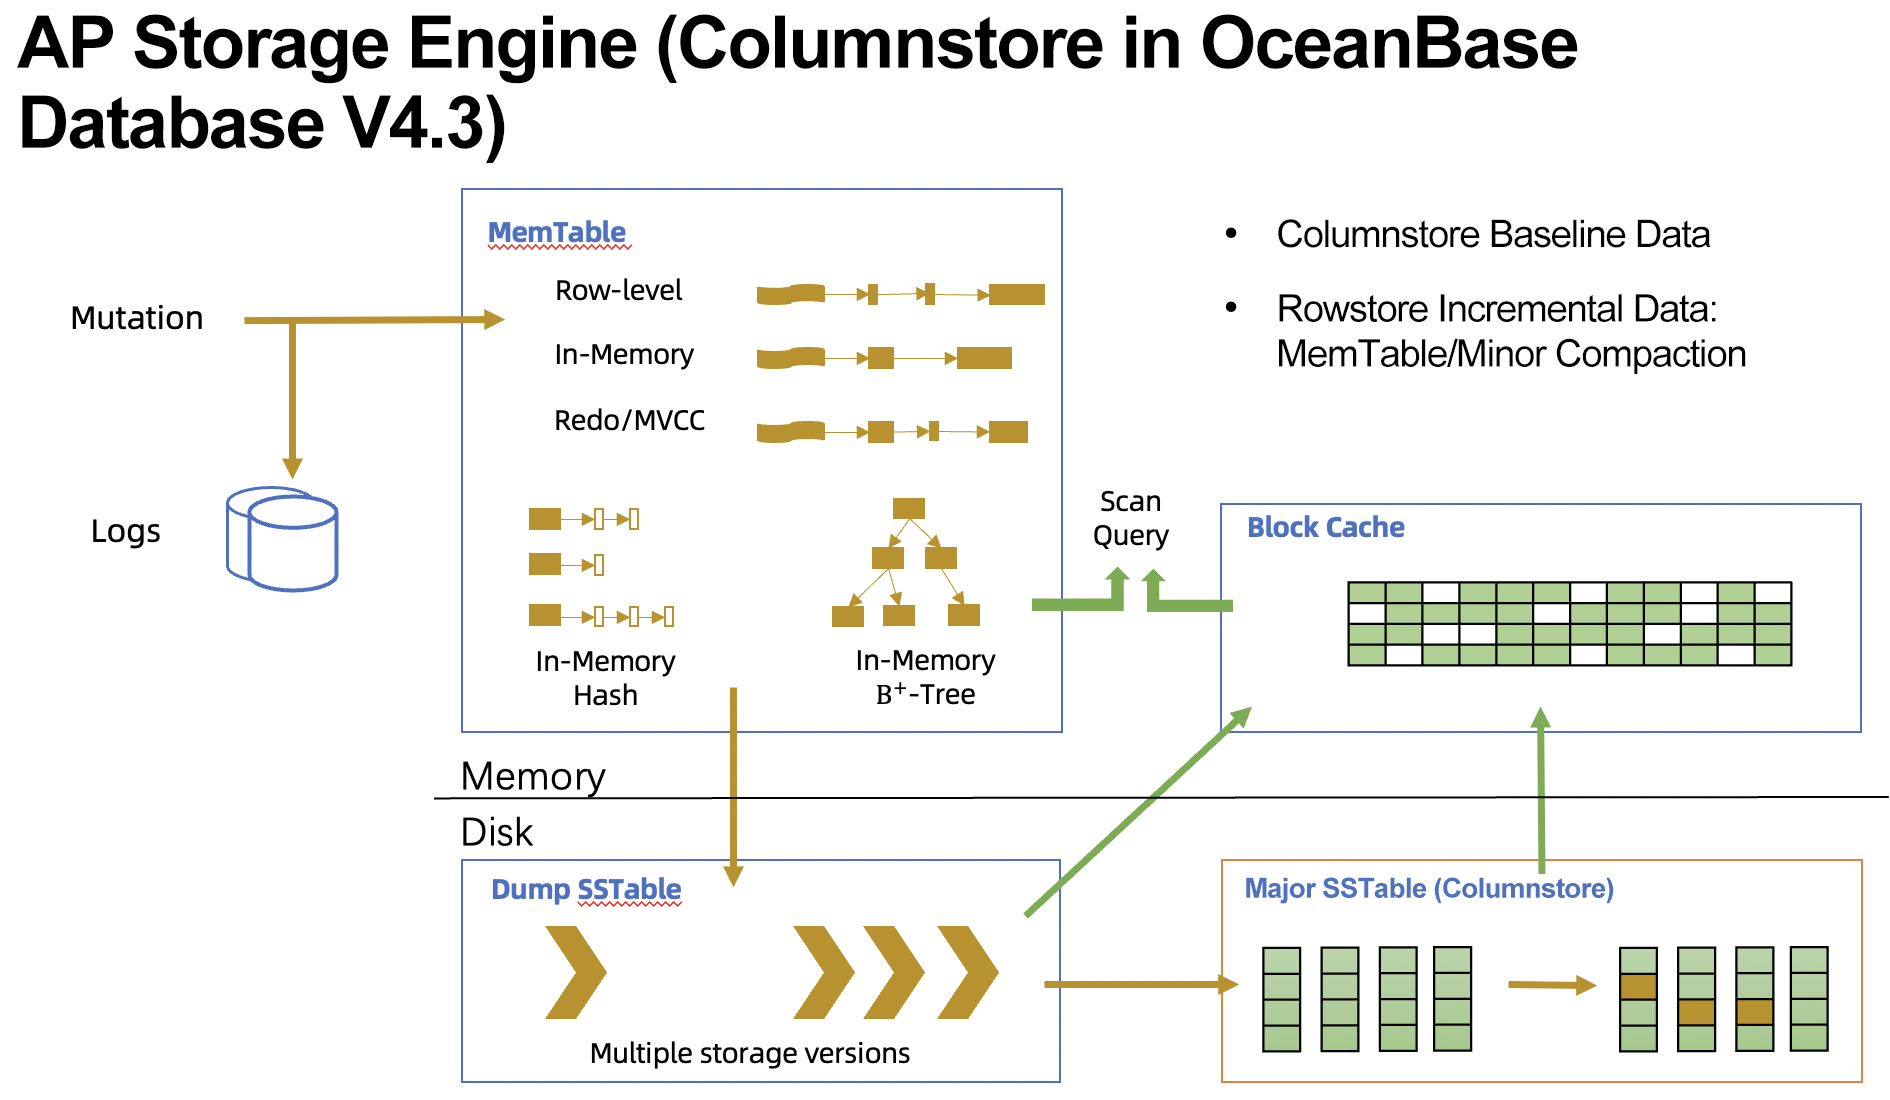 AP Storage Engine (Columnstore in OceanBase
Database V4.3)
MemTable
Row-level
In-Memory
Redo/MVCC
In-Memory
Hash
In-Memory
B⁺-Tree
Mutation
Logs
• Columnstore Baseline Data
• Rowstore Incremental Data:
MemTable/Minor Compaction
Scan
Query
Block Cache
Memory
Disk
Dump SSTable
Multiple storage versions
Major SSTable (Columnstore)